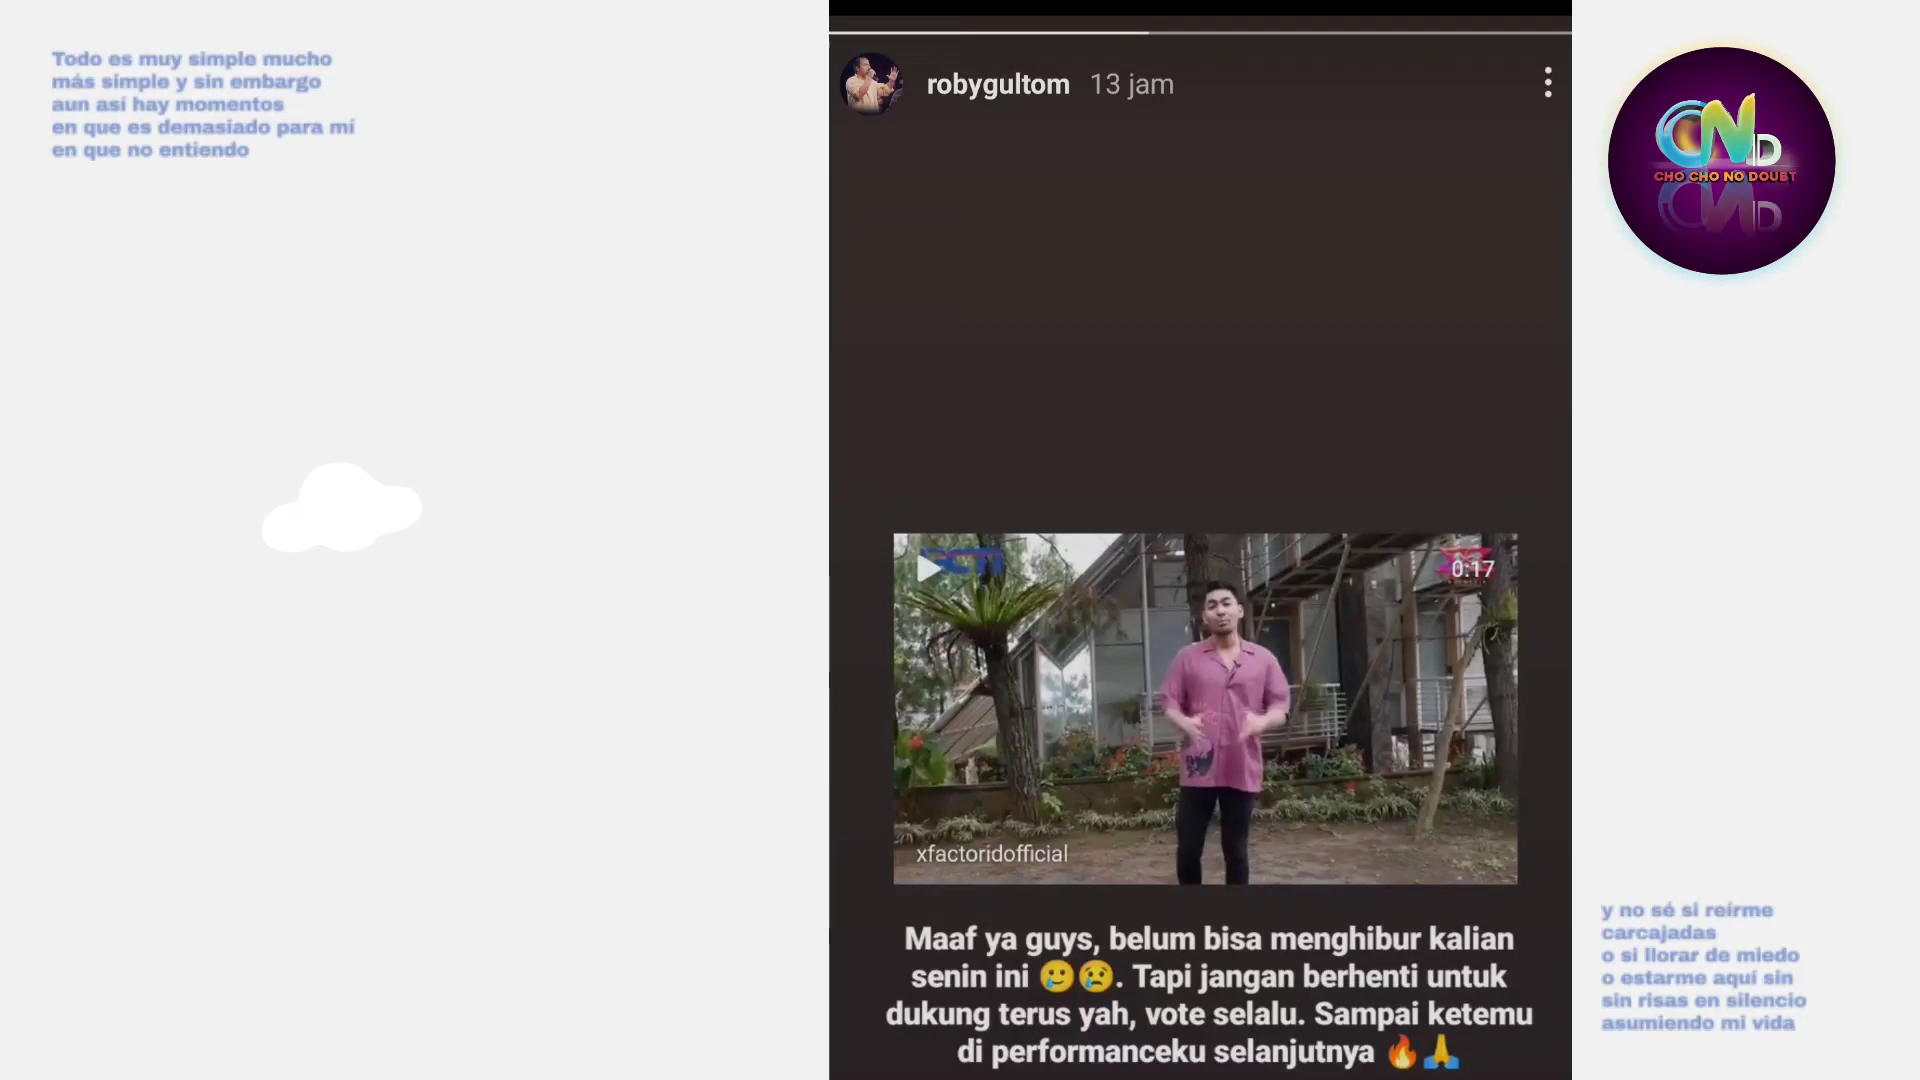 Todo es muy simple mucho
más simple y sin embargo
aun así hay momentos
en que es demasiado para mí
en que no entiendo
robygultom 13 jam
CND
CHO CHO NO DOUBT
RCTI
0:17
xfactoridofficial
Maaf ya guys, belum bisa menghibur kalian
senin ini 🥲😢. Tapi jangan berhenti untuk
dukung terus yah, vote selalu. Sampai ketemu
di performanceku selanjutnya 🔥🙏
y no sé si reírme
carcajadas
o si llorar de miedo
o estarme aquí sin
sin risas en silencio
asumiendo mi vida